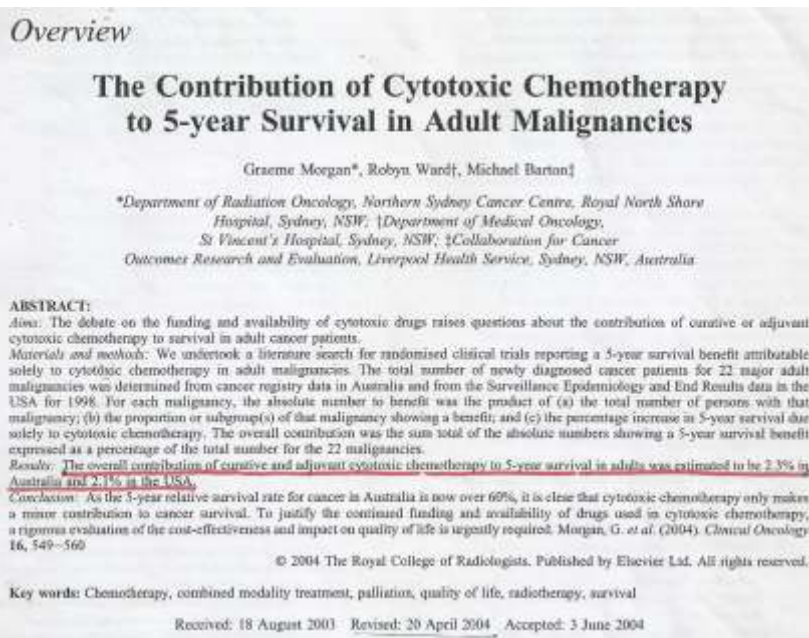 Overview
The Contribution of Cytotoxic Chemotherapy
to 5-year Survival in Adult Malignancies
Graeme Morgan*, Robyn Ward†, Michael Barton‡
*Department of Radiation Oncology, Northern Sydney Cancer Centre, Royal North Shore
Hospital, Sydney, NSW; †Department of Medical Oncology,
St Vincent's Hospital, Sydney, NSW; ‡Collaboration for Cancer
Outcomes Research and Evaluation, Liverpool Health Service, Sydney, NSW, Australia
ABSTRACT:
Aims: The debate on the funding and availability of cytotoxic drugs raises questions about the contribution of curative or adjuvant
cytotoxic chemotherapy to survival in adult cancer patients.
Materials and methods: We undertook a literature search for randomised clinical trials reporting a 5-year survival benefit attributable
solely to cytotoxic chemotherapy in adult malignancies. The total number of newly diagnosed cancer patients for 22 major adult
malignancies was determined from cancer registry data in Australia and from the Surveillance Epidemiology and End Results data in the
USA for 1998. For each malignancy, the absolute number to benefit was the product of (a) the total number of persons with that
malignancy; (b) the proportion or subgroup(s) of that malignancy showing a benefit; and (c) the percentage increase in 5-year survival due
solely to cytotoxic chemotherapy. The overall contribution was the sum total of the absolute numbers showing a 5-year survival benefit
expressed as a percentage of the total number for the 22 malignancies.
Results: The overall contribution of curative and adjuvant cytotoxic chemotherapy to 5-year survival in adults was estimated to be 2.3% in
Australia and 2.1% in the USA.
Conclusion: As the 5-year relative survival rate for cancer in Australia is now over 60%, it is clear that cytotoxic chemotherapy only makes
a minor contribution to cancer survival. To justify the continued funding and availability of drugs used in cytotoxic chemotherapy,
a rigorous evaluation of the cost-effectiveness and impact on quality of life is urgently required. Morgan, G. et al. (2004). Clinical Oncology
16, 549–560
© 2004 The Royal College of Radiologists. Published by Elsevier Ltd. All rights reserved.
Key words: Chemotherapy, combined modality treatment, palliation, quality of life, radiotherapy, survival
Received: 18 August 2003 Revised: 20 April 2004 Accepted: 3 June 2004